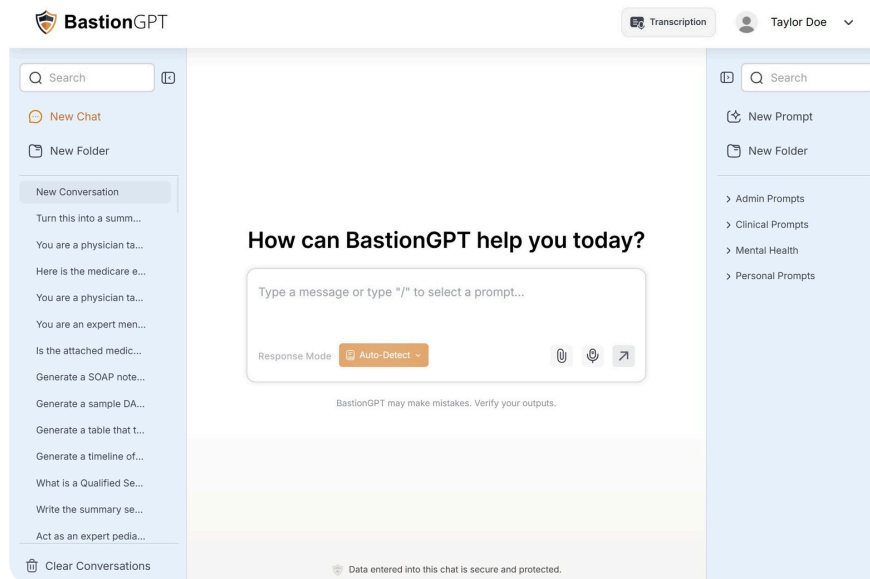 BastionGPT
Transcription
Taylor Doe
Search
New Chat
New Folder
New Conversation
Turn this into a summ...
You are a physician ta...
Here is the medicare e...
You are a physician ta...
You are an expert men...
Is the attached medic...
Generate a SOAP note...
Generate a sample DA...
Generate a table that t...
Generate a timeline of...
What is a Qualified Se...
Write the summary se...
Act as an expert pedia...
Clear Conversations
How can BastionGPT help you today?
Type a message or type "/" to select a prompt...
Response Mode
Auto-Detect
BastionGPT may make mistakes. Verify your outputs.
Data entered into this chat is secure and protected.
Search
New Prompt
New Folder
Admin Prompts
Clinical Prompts
Mental Health
Personal Prompts